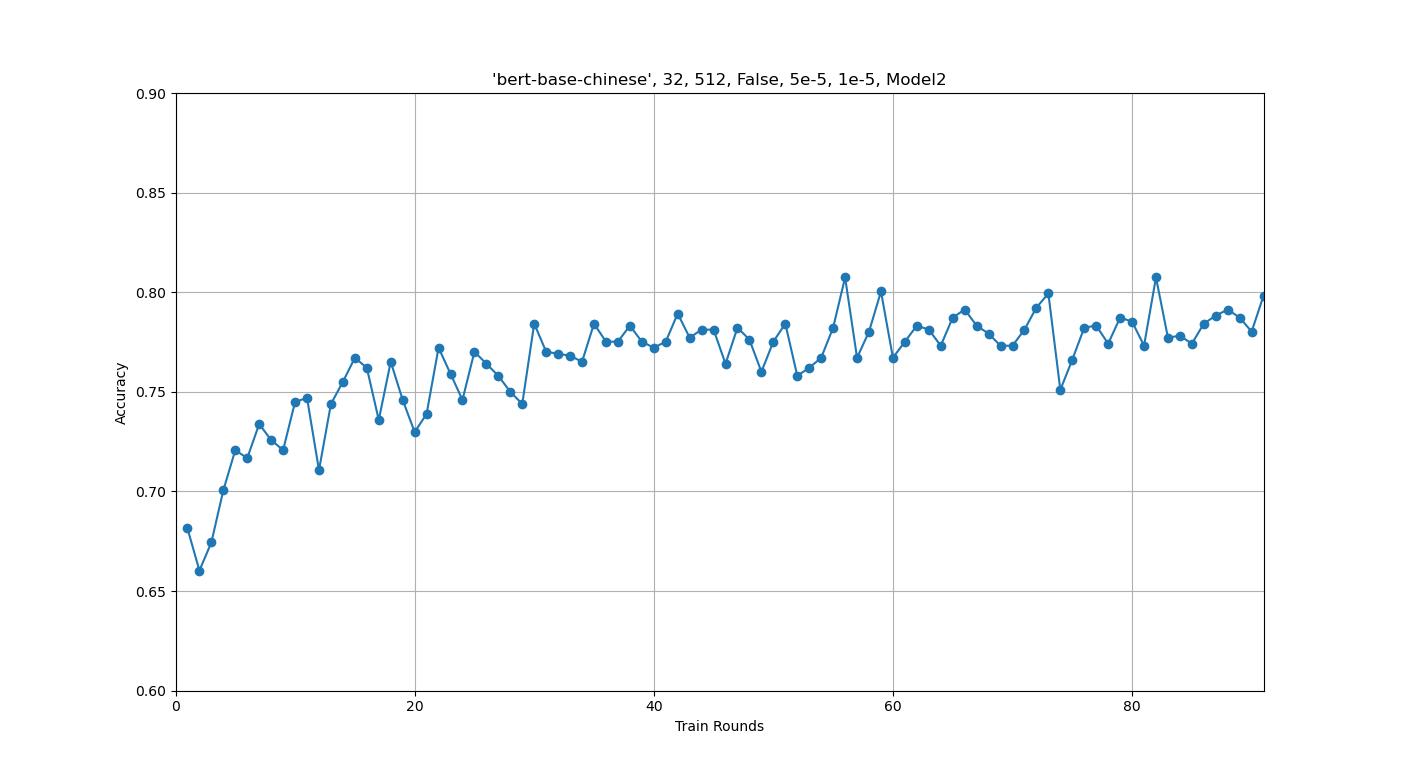 'bert-base-chinese', 32, 512, False, 5e-5, 1e-5, Model2
0.90
0.85
0.80
0.75
0.70
0.65
0.60
Accuracy
0 20 40 60 80
Train Rounds